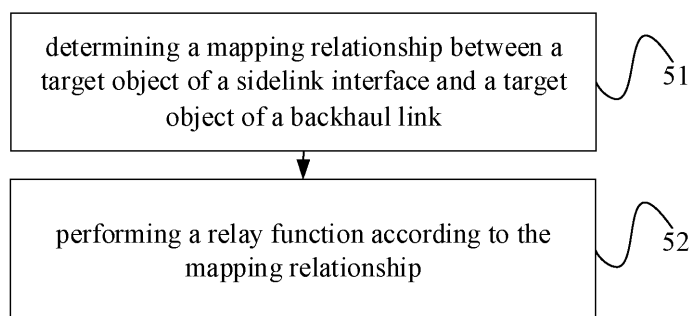 determining a mapping relationship between a
target object of a sidelink interface and a target
object of a backhaul link
51
performing a relay function according to the
mapping relationship
52